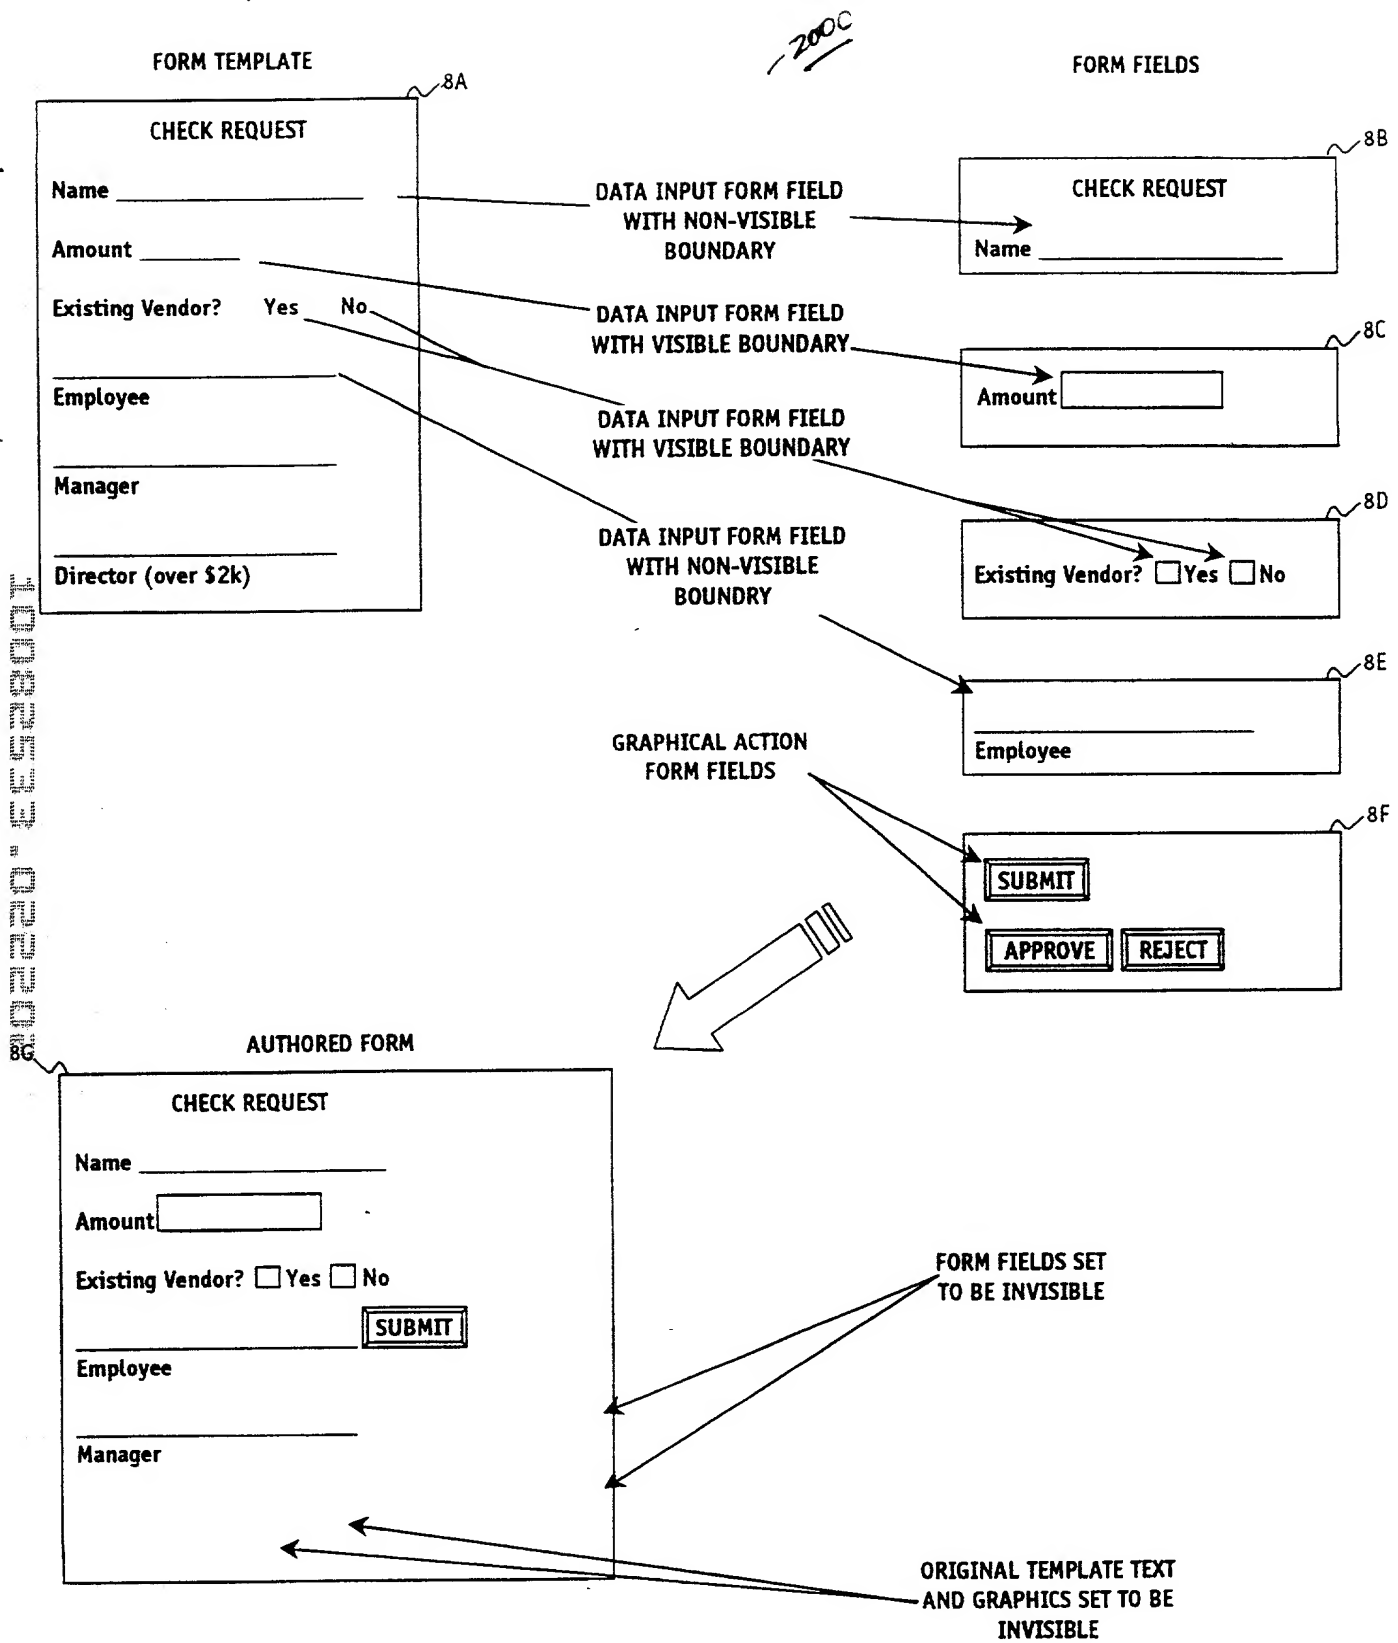 2000
FORM TEMPLATE
8A
CHECK REQUEST
Name
Amount
Existing Vendor? Yes No
Employee
Manager
Director (over $2k)
DATA INPUT FORM FIELD
WITH NON-VISIBLE
BOUNDARY
DATA INPUT FORM FIELD
WITH VISIBLE BOUNDARY
DATA INPUT FORM FIELD
WITH VISIBLE BOUNDARY
DATA INPUT FORM FIELD
WITH NON-VISIBLE
BOUNDRY
GRAPHICAL ACTION
FORM FIELDS
FORM FIELDS
8B
CHECK REQUEST
Name
8C
Amount
8D
Existing Vendor? Yes No
8E
Employee
8F
SUBMIT
APPROVE REJECT
AUTHORED FORM
8G
CHECK REQUEST
Name
Amount
Existing Vendor? Yes No
SUBMIT
Employee
Manager
FORM FIELDS SET
TO BE INVISIBLE
ORIGINAL TEMPLATE TEXT
AND GRAPHICS SET TO BE
INVISIBLE